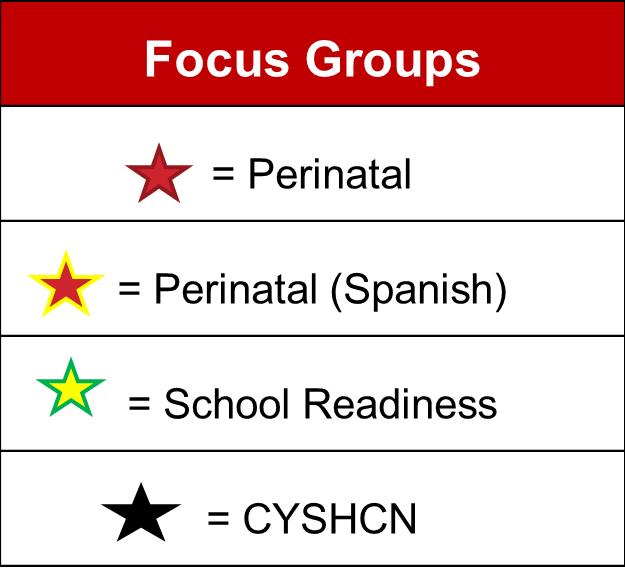 Focus Groups
= Perinatal
= Perinatal (Spanish)
= School Readiness
= CYSHCN